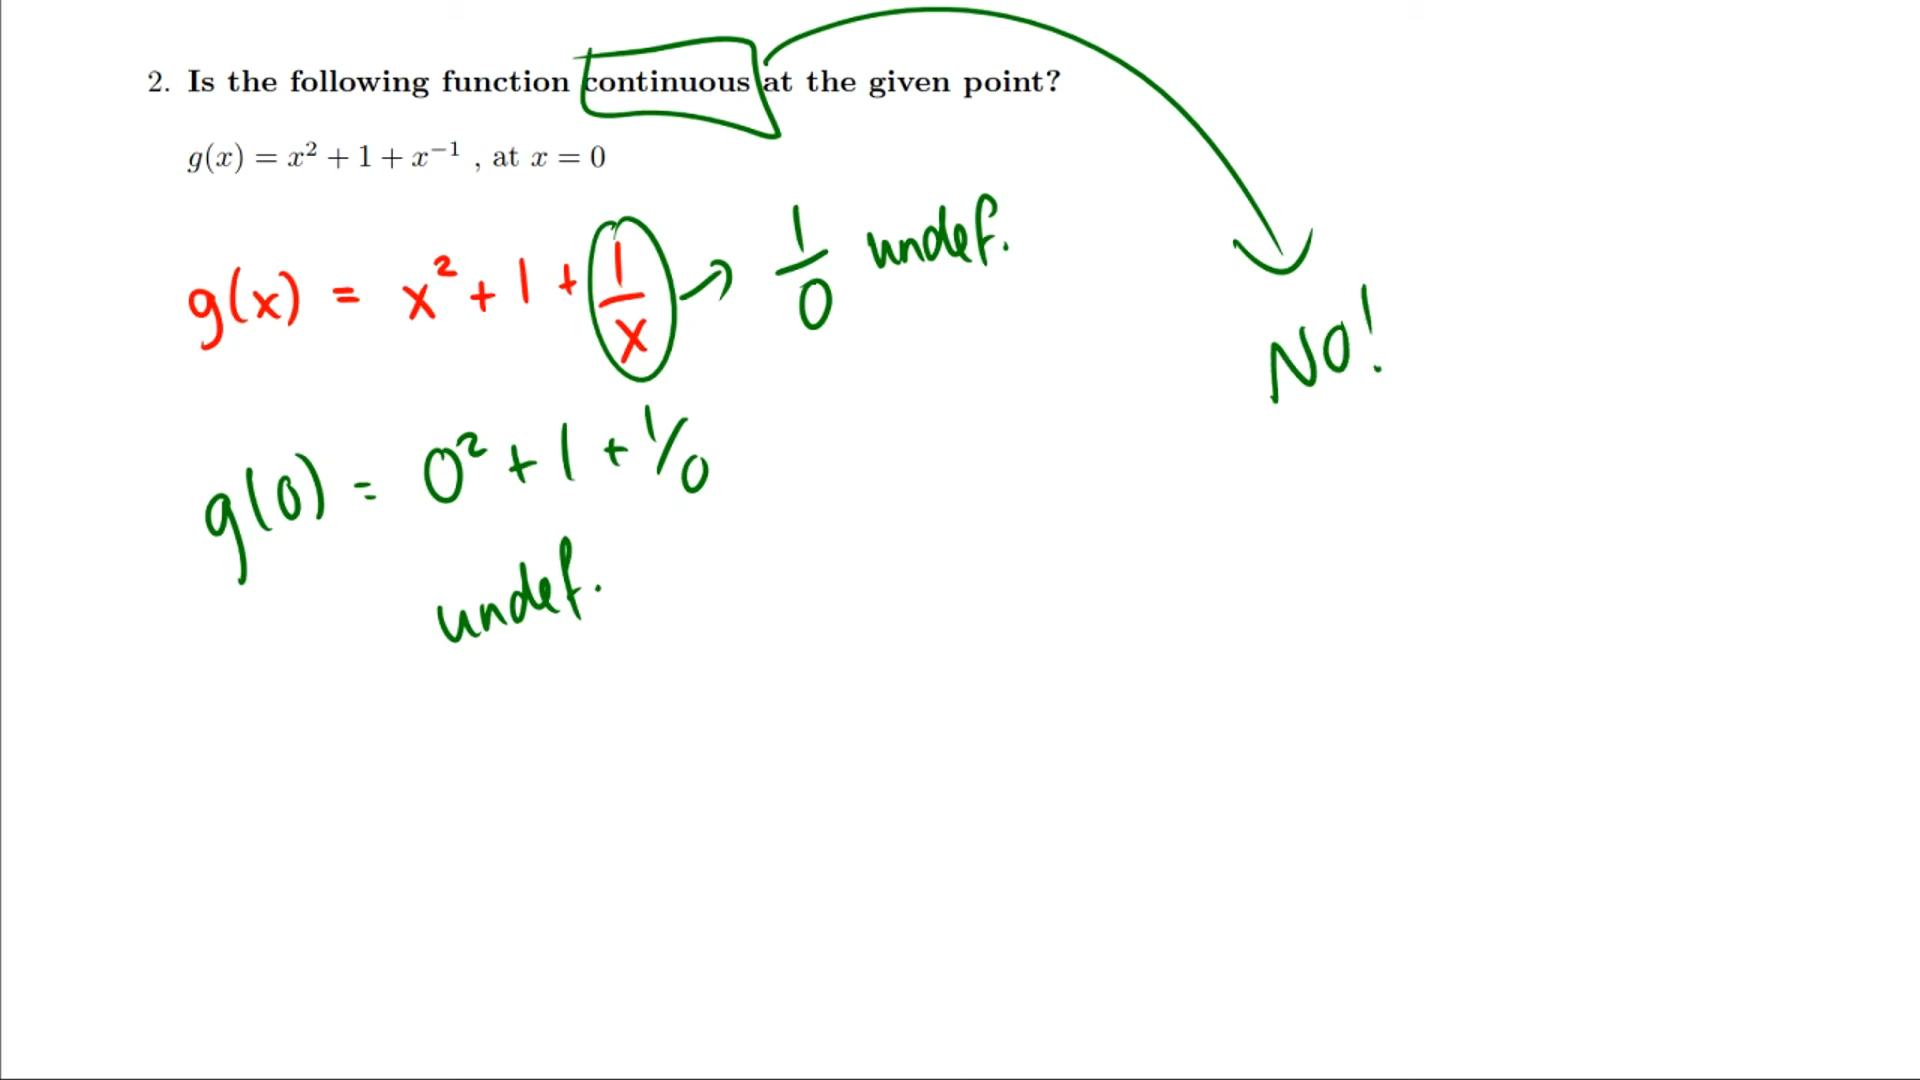 2. Is the following function continuous at the given point?
g(x) = x² + 1 + x⁻¹ , at x = 0
g(x) = x² + 1 + 1/x → 1/0 undef.
NO!
g(0) = 0² + 1 + 1/0
undef.